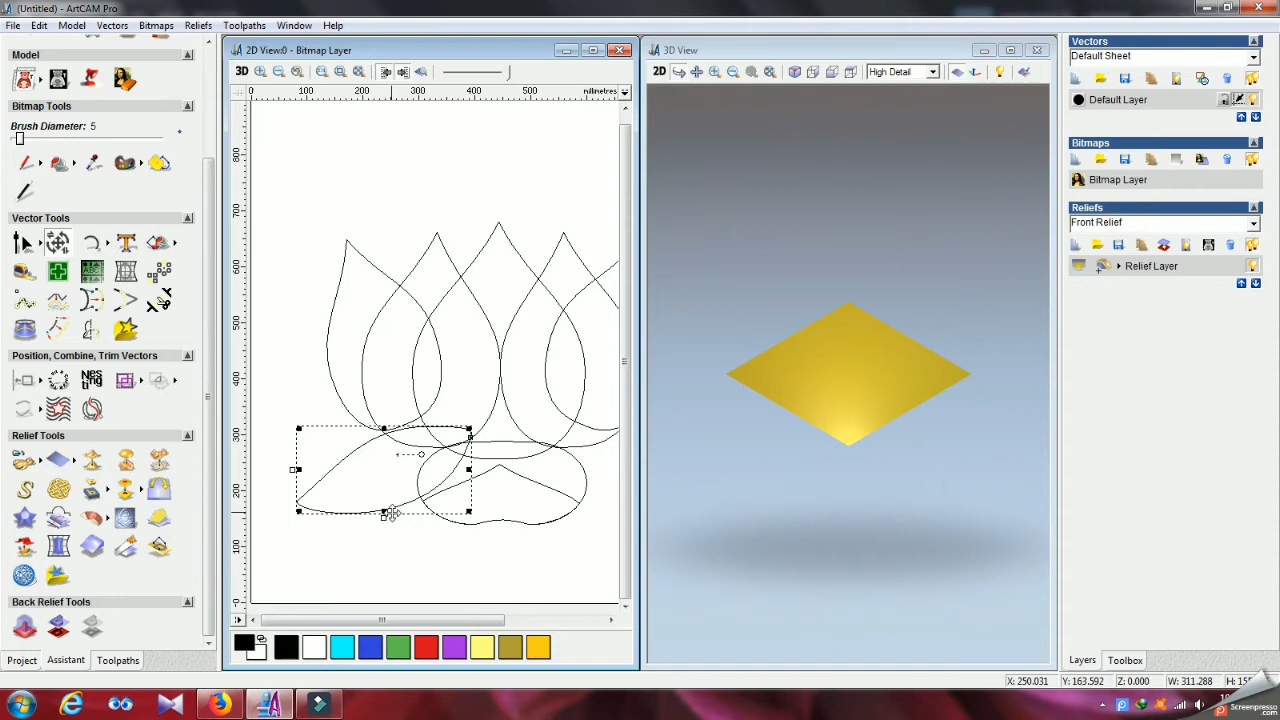 (Untitled) - ArtCAM Pro
File Edit Model Vectors Bitmaps Reliefs Toolpaths Window Help
Model
Bitmap Tools
Brush Diameter: 5
Vector Tools
ABC
Position, Combine, Trim Vectors
Relief Tools
Back Relief Tools
Project Assistant Toolpaths
2D View:0 - Bitmap Layer
3D
0 100 200 300 400 500 millimetres
800
700
600
500
400
300
200
100
-0
3D View
2D High Detail
Vectors
Default Sheet
Default Layer
Bitmaps
Bitmap Layer
Reliefs
Front Relief
Relief Layer
Layers Toolbox
X: 250.031 Y: 163.592 Z: 0.000 W: 311.288
Screenpresso
.com